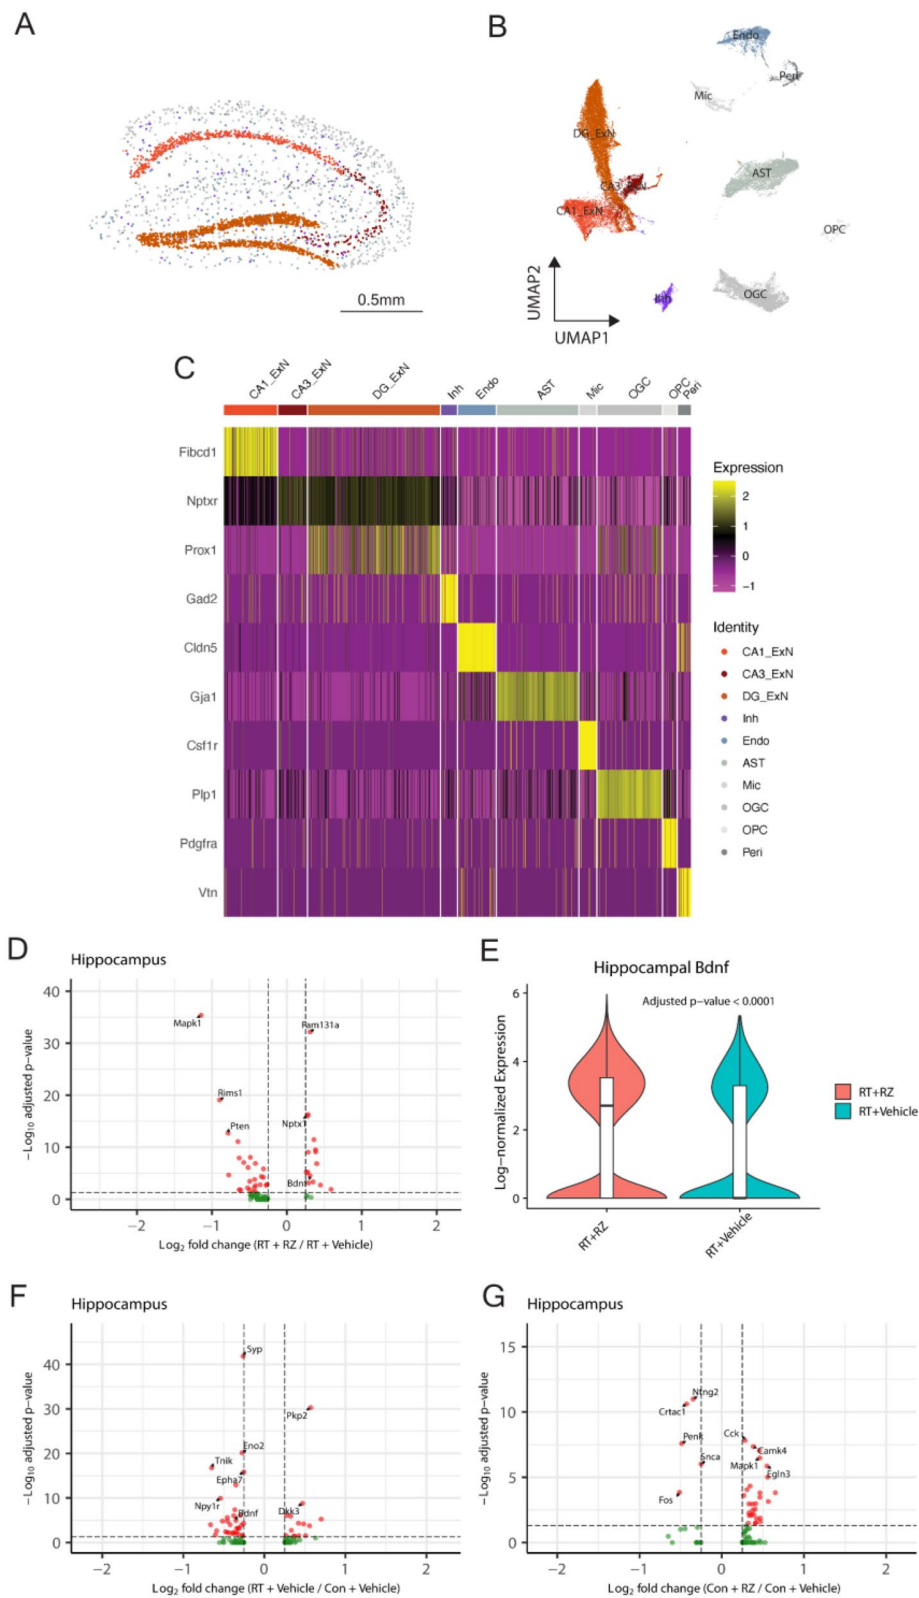 A
B
0.5mm
Endo
Peri
Mic
DG_ExN
CA3_ExN
CA1_ExN
AST
OPC
Inh
OGC
UMAP2
UMAP1
C
CA1_ExN
CA3_ExN
DG_ExN
Inh
Endo
AST
Mic
OGC
OPC
Peri
Fibcd1
Nptxr
Prox1
Gad2
Cldn5
Gja1
Csf1r
Plp1
Pdgfra
Vtn
Expression
2
1
0
−1
Identity
CA1_ExN
CA3_ExN
DG_ExN
Inh
Endo
AST
Mic
OGC
OPC
Peri
D
Hippocampus
−Log10 adjusted p−value
40
30
20
10
0
Mapk1
Fam131a
Rims1
Pten
Nptx1
Bdnf
−2
−1
0
1
2
Log2 fold change (RT + RZ / RT + Vehicle)
E
Hippocampal Bdnf
Adjusted p-value < 0.0001
Log−normalized Expression
6
4
2
0
RT+RZ
RT+Vehicle
RT+RZ
RT+Vehicle
F
Hippocampus
−Log10 adjusted p−value
40
30
20
10
0
Syp
Pkp2
Eno2
Tnik
Epha7
Npy1r
Bdnf
Dkk3
−2
−1
0
1
2
Log2 fold change (RT + Vehicle / Con + Vehicle)
G
Hippocampus
−Log10 adjusted p−value
15
10
5
0
Ntng2
Crtac1
Penk
Cck
Camk4
Snca
Mapk1
Egln3
Fos
−2
−1
0
1
2
Log2 fold change (Con + RZ / Con + Vehicle)